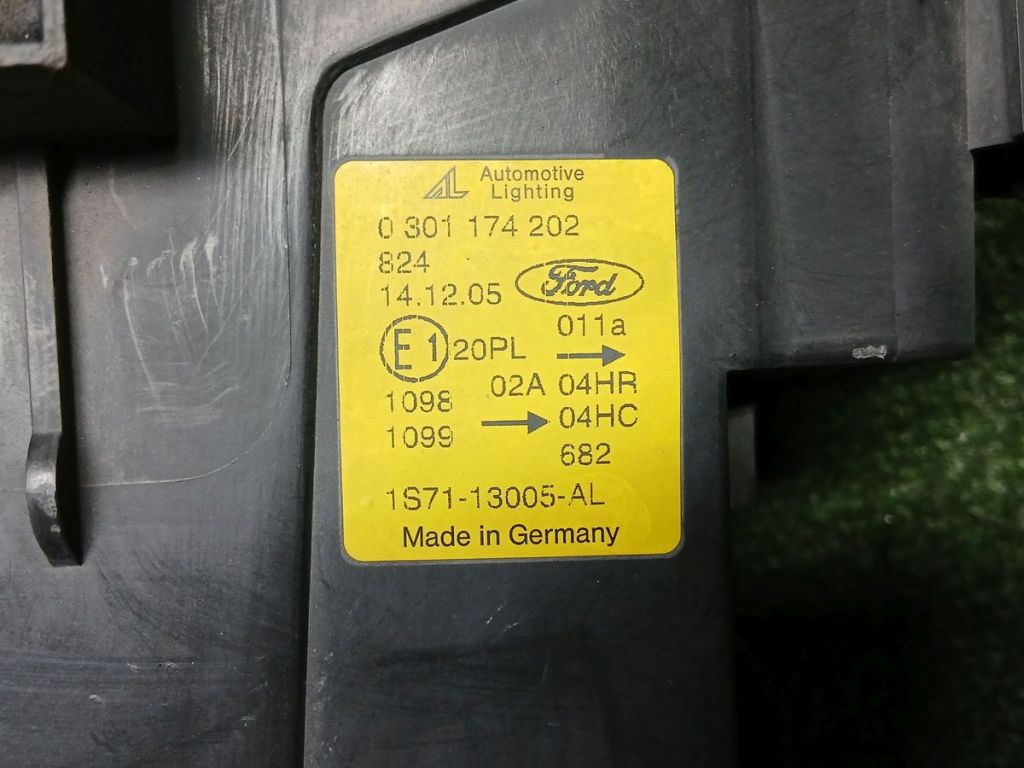 AL Automotive
Lighting
0 301 174 202
824
14.12.05 Ford
E1 20PL 011a →
02A 04HR
1098 → 04HC
1099
682
1S71-13005-AL
Made in Germany